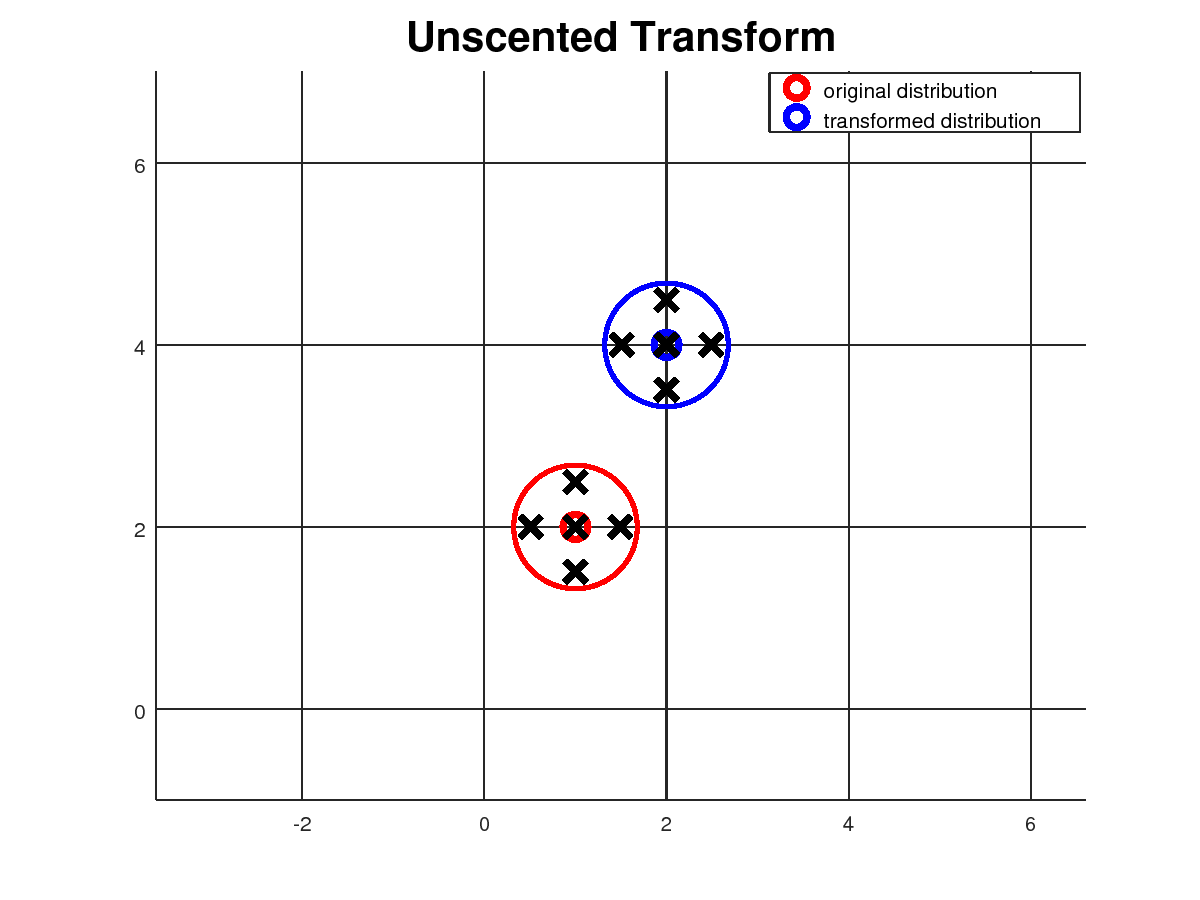 Unscented Transform
original distribution
transformed distribution
6
4
2
0
-2 0 2 4 6